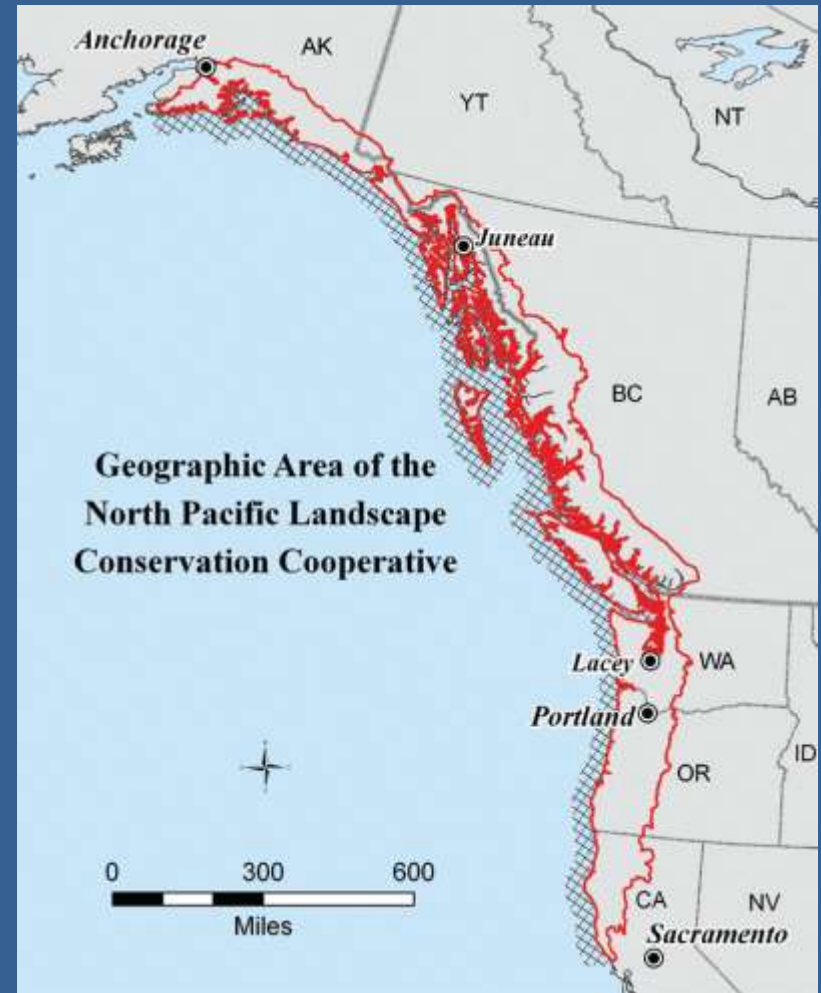 Anchorage
AK
YT
NT
Juneau
BC
AB
Geographic Area of the
North Pacific Landscape
Conservation Cooperative
Lacey
WA
Portland
ID
OR
0 300 600
Miles
CA
NV
Sacramento